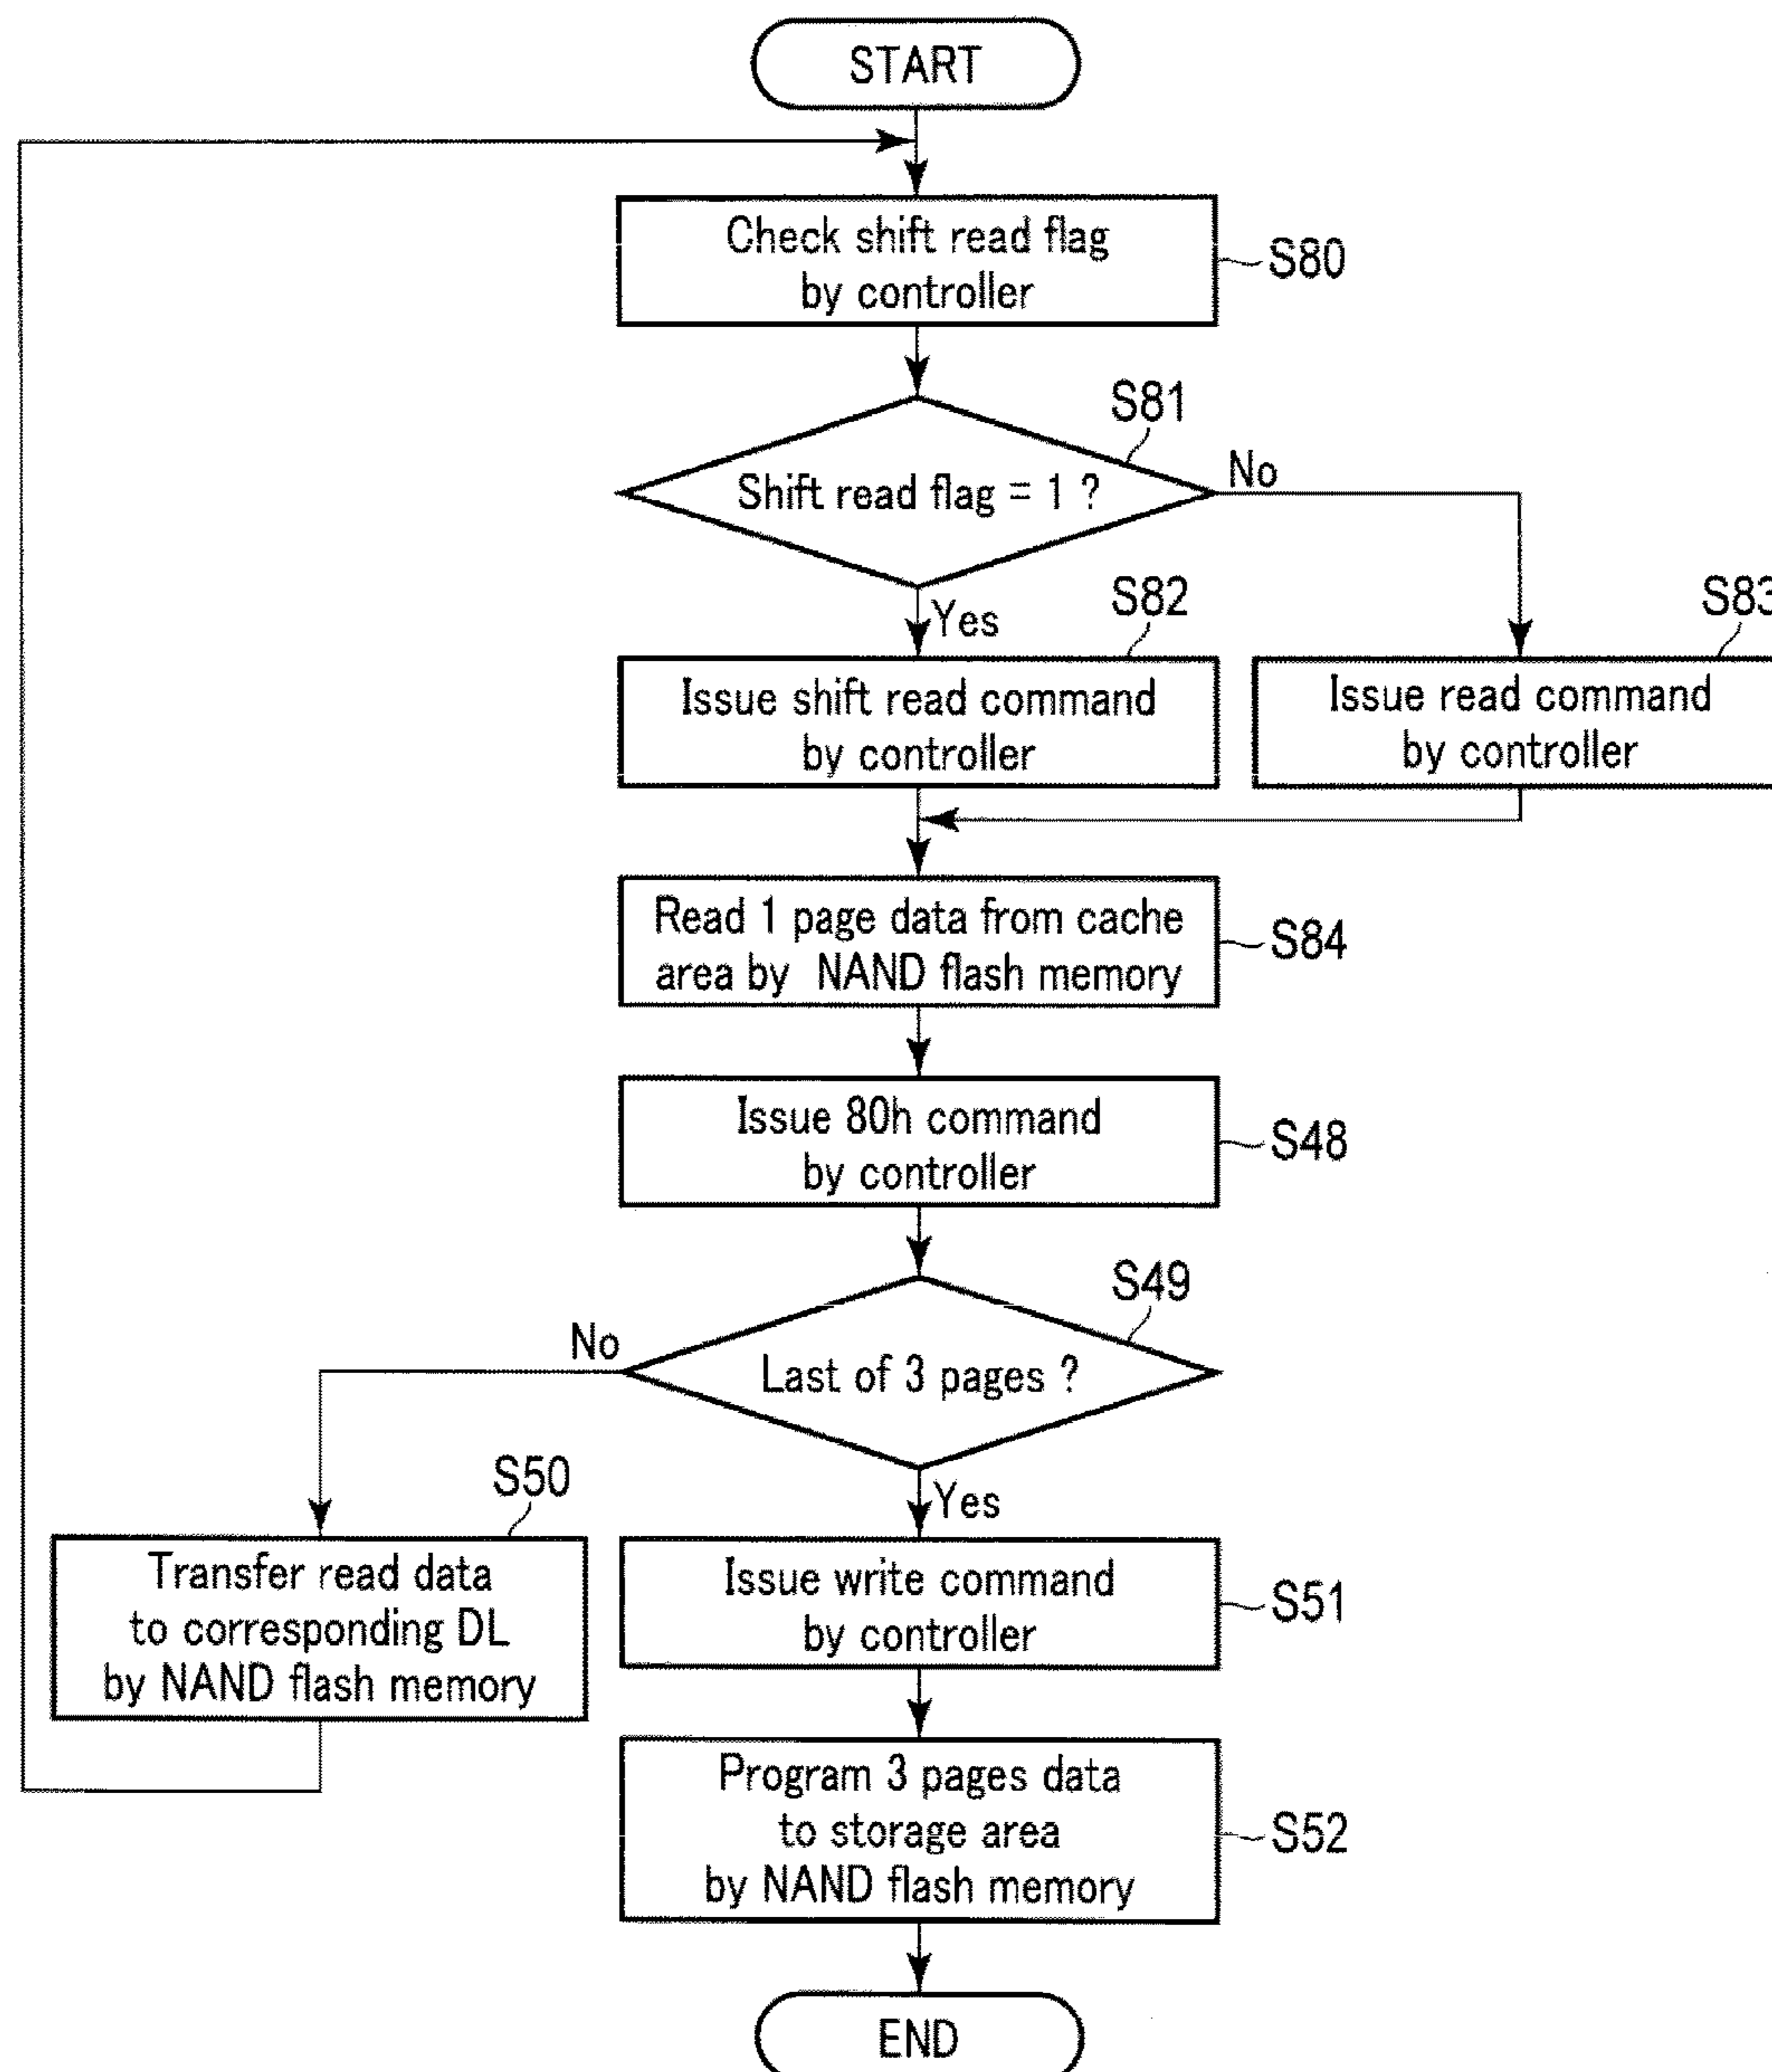 START
Check shift read flag
by controller
S80
S81
Shift read flag = 1 ?
No
Yes
S82
S83
Issue shift read command
by controller
Issue read command
by controller
Read 1 page data from cache
area by NAND flash memory
S84
Issue 80h command
by controller
S48
S49
Last of 3 pages ?
No
Yes
S50
Transfer read data
to corresponding DL
by NAND flash memory
Issue write command
by controller
S51
Program 3 pages data
to storage area
by NAND flash memory
S52
END